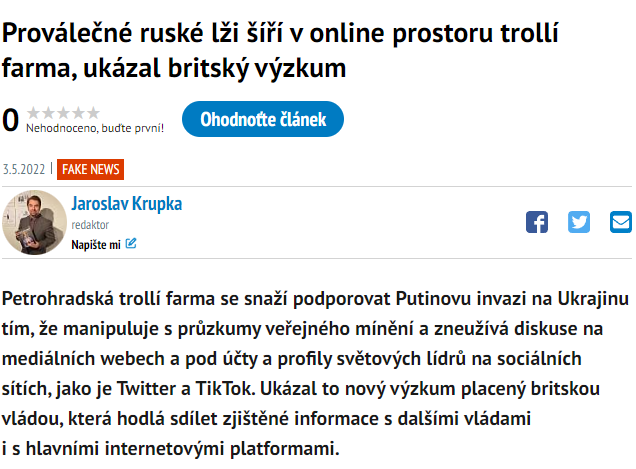 Proválečné ruské lži šíří v online prostoru trollí
farma, ukázal britský výzkum
0
Nehodnoceno, buďte první!
Ohodnoťte článek
3.5.2022 | FAKE NEWS
Jaroslav Krupka
redaktor
Napište mi
Petrohradská trollí farma se snaží podporovat Putinovu invazi na Ukrajinu
tím, že manipuluje s průzkumy veřejného mínění a zneužívá diskuse na
mediálních webech a pod účty a profily světových lídrů na sociálních
sítích, jako je Twitter a TikTok. Ukázal to nový výzkum placený britskou
vládou, která hodlá sdílet zjištěné informace s dalšími vládami
i s hlavními internetovými platformami.